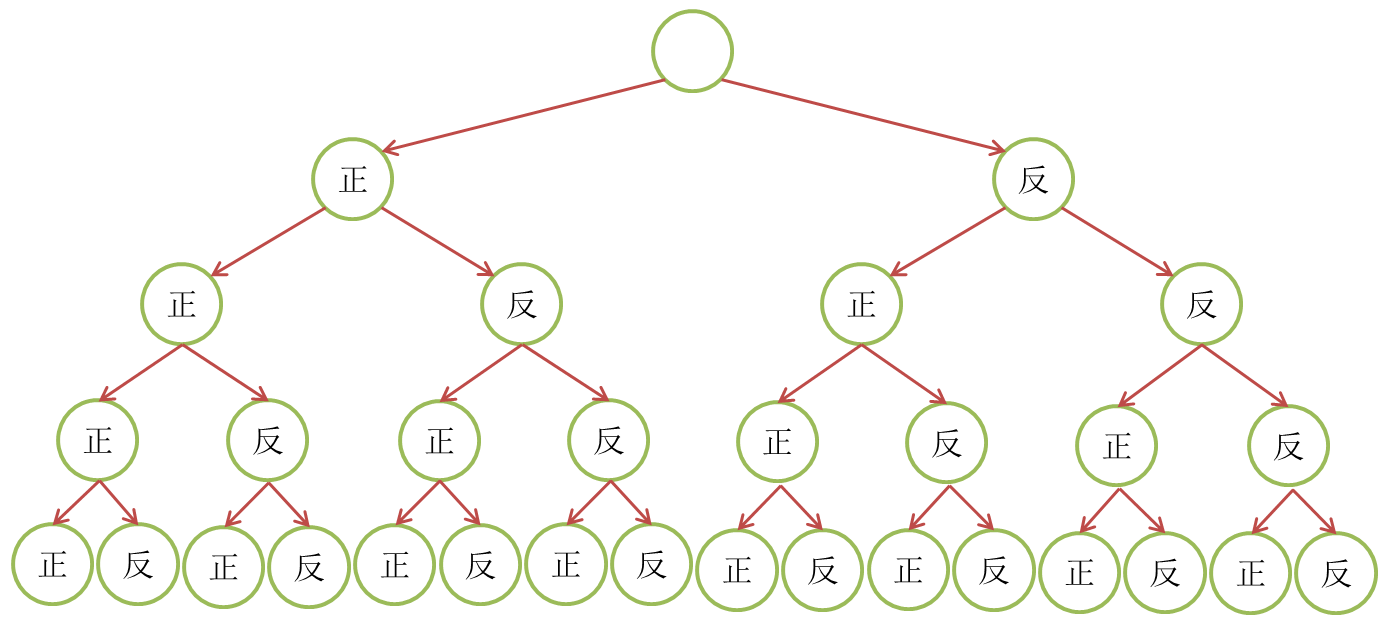 正 反
正 反 正 反
正 反 正 反 正 反 正 反
正 反 正 反 正 反 正 反 正 反 正 反 正 反 正 反